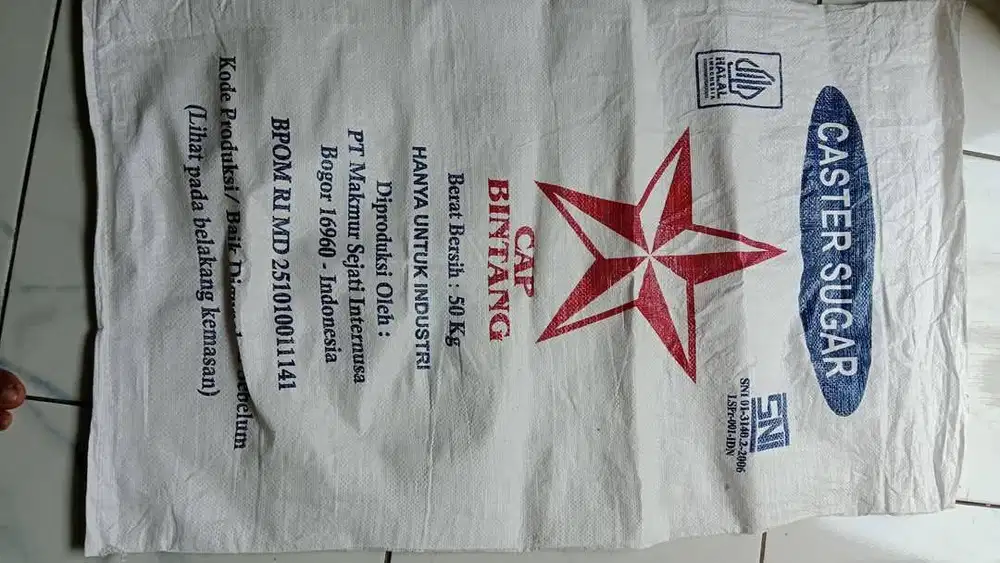 CASTER SUGAR
HALAL
INDONESIA
SNI
SNI 01-3140.2-2006
LSPr-001-IDN
CAP
BINTANG
Berat Bersih : 50 Kg
HANYA UNTUK INDUSTRI
Diproduksi Oleh :
PT Makmur Sejati Internusa
Bogor 16960 - Indonesia
BPOM RI MD 251010011141
Kode Produksi/ Baik
(Lihat pada belakang kemasan)